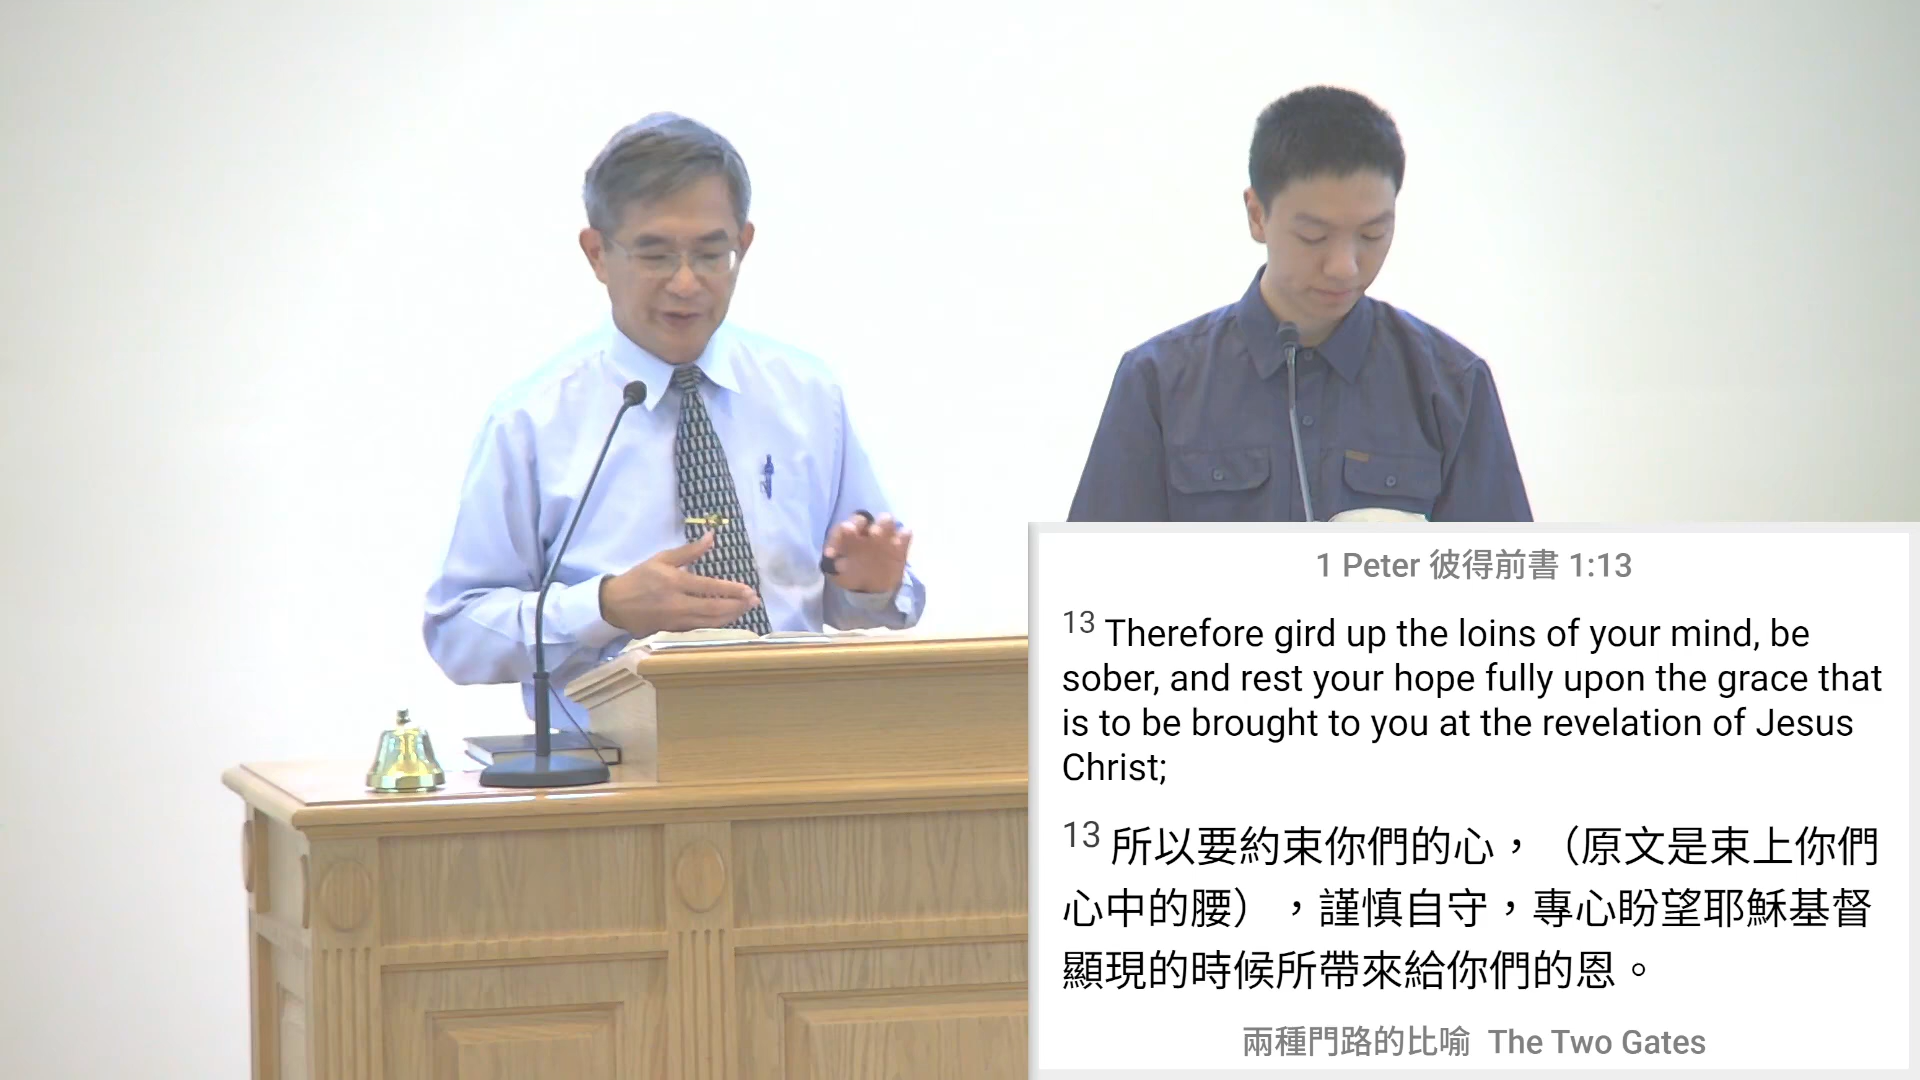 1 Peter 彼得前書 1:13
13 Therefore gird up the loins of your mind, be
sober, and rest your hope fully upon the grace that
is to be brought to you at the revelation of Jesus
Christ;
13 所以要約束你們的心，（原文是束上你們
心中的腰），謹慎自守，專心盼望耶穌基督
顯現的時候所帶來給你們的恩。
兩種門路的比喻 The Two Gates